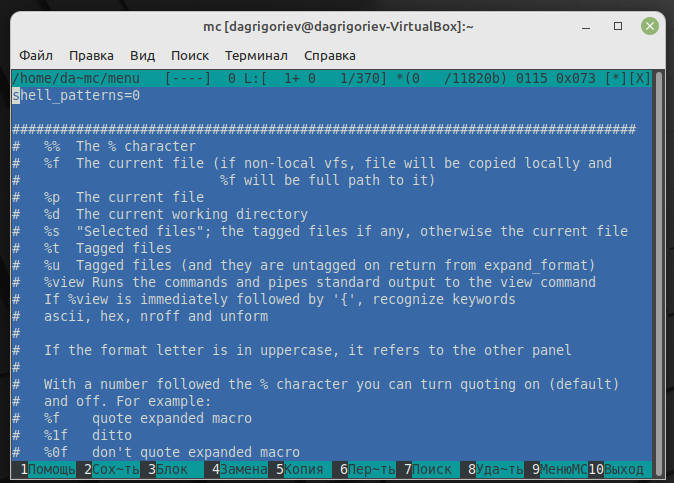 mc [dagrigoriev@dagrigoriev-VirtualBox]:~
Файл Правка Вид Поиск Терминал Справка
/home/da~mc/menu   [----]  0 L:[  1+ 0   1/370] *(0   /11820b) 0115 0x073 [*][X]
shell_patterns=0
##############################################################################
#   %%  The % character
#   %f  The current file (if non-local vfs, file will be copied locally and
#                         %f will be full path to it)
#   %p  The current file
#   %d  The current working directory
#   %s  "Selected files"; the tagged files if any, otherwise the current file
#   %t  Tagged files
#   %u  Tagged files (and they are untagged on return from expand_format)
#   %view Runs the commands and pipes standard output to the view command
#   If %view is immediately followed by '{', recognize keywords
#   ascii, hex, nroff and unform
#
#   If the format letter is in uppercase, it refers to the other panel
#
#   With a number followed the % character you can turn quoting on (default)
#   and off. For example:
#   %f    quote expanded macro
#   %1f   ditto
#   %0f   don't quote expanded macro
1Помощь 2Сох~ть 3Блок 4Замена 5Копия 6Пер~ть 7Поиск 8Уда~ть 9МенюMC 10Выход